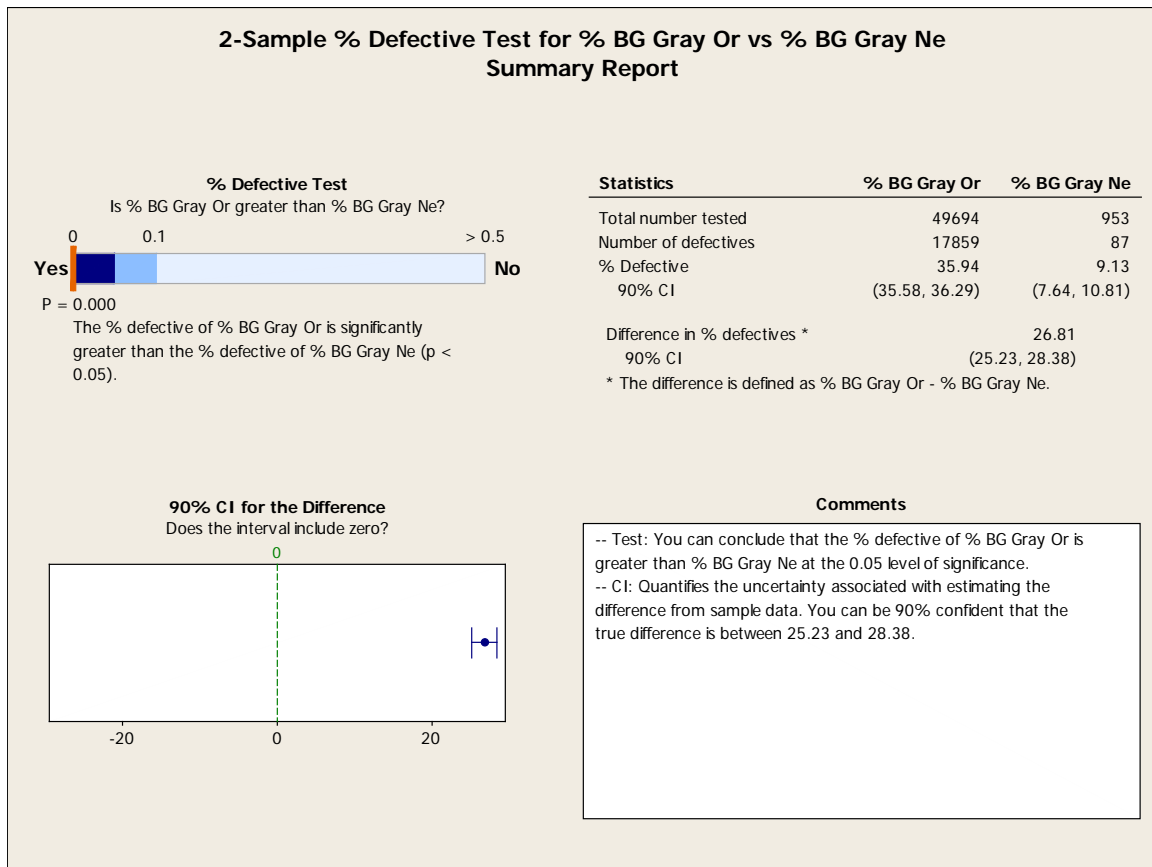 2-Sample % Defective Test for % BG Gray Or vs % BG Gray Ne
Summary Report
% Defective Test
Is % BG Gray Or greater than % BG Gray Ne?
0 0.1 > 0.5
Yes No
P = 0.000
The % defective of % BG Gray Or is significantly
greater than the % defective of % BG Gray Ne (p <
0.05).
Statistics % BG Gray Or % BG Gray Ne
Total number tested 49694 953
Number of defectives 17859 87
% Defective 35.94 9.13
90% CI (35.58, 36.29) (7.64, 10.81)
Difference in % defectives * 26.81
90% CI (25.23, 28.38)
* The difference is defined as % BG Gray Or - % BG Gray Ne.
90% CI for the Difference
Does the interval include zero?
0
-20 0 20
Comments
-- Test: You can conclude that the % defective of % BG Gray Or is
greater than % BG Gray Ne at the 0.05 level of significance.
-- CI: Quantifies the uncertainty associated with estimating the
difference from sample data. You can be 90% confident that the
true difference is between 25.23 and 28.38.